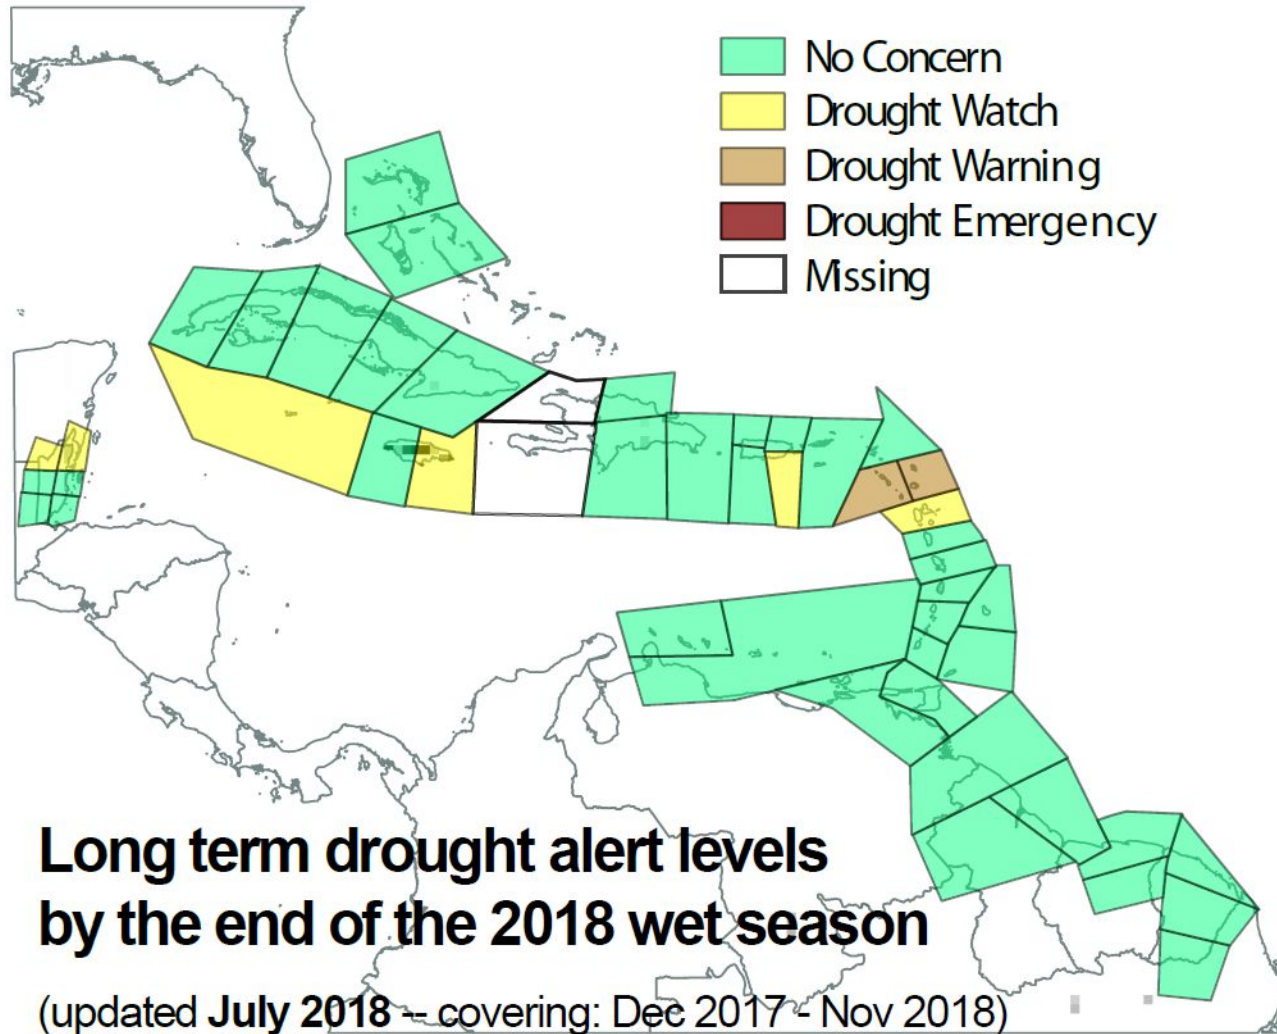 No Concern
Drought Watch
Drought Warning
Drought Emergency
Missing
Long term drought alert levels
by the end of the 2018 wet season
(updated July 2018 -- covering: Dec 2017 - Nov 2018)